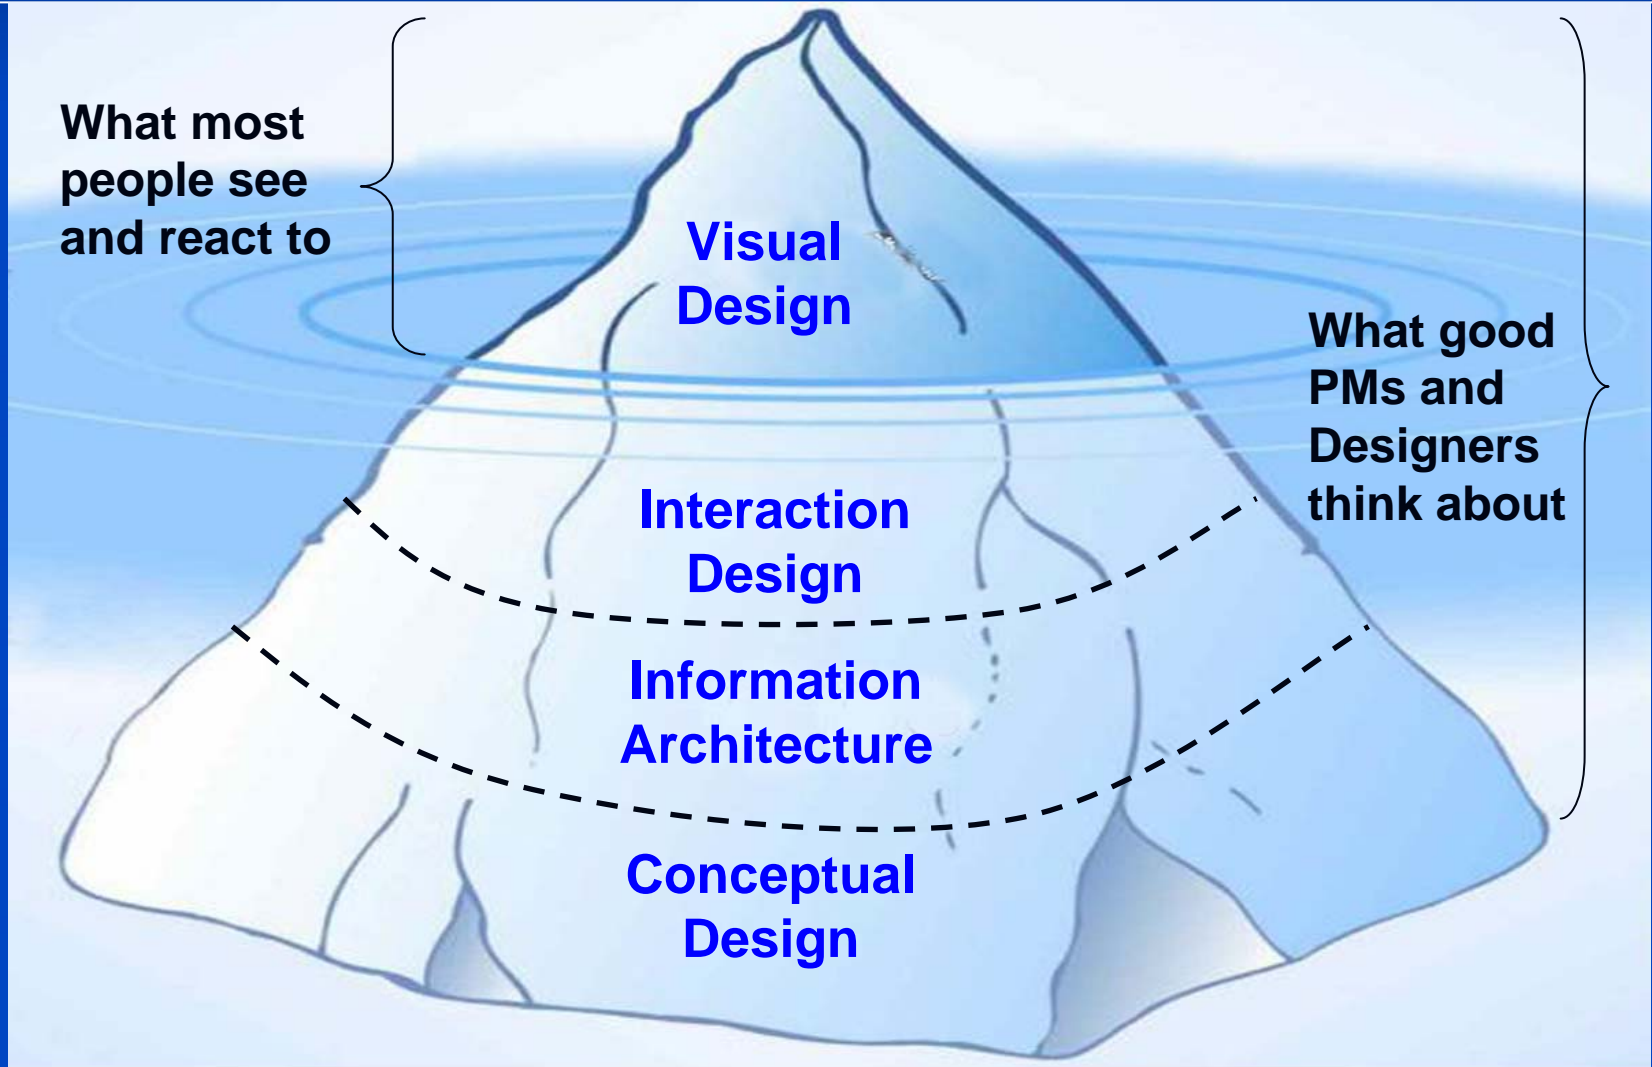 What most
people see
and react to
Visual
Design
What good
PMs and
Designers
think about
Interaction
Design
Information
Architecture
Conceptual
Design